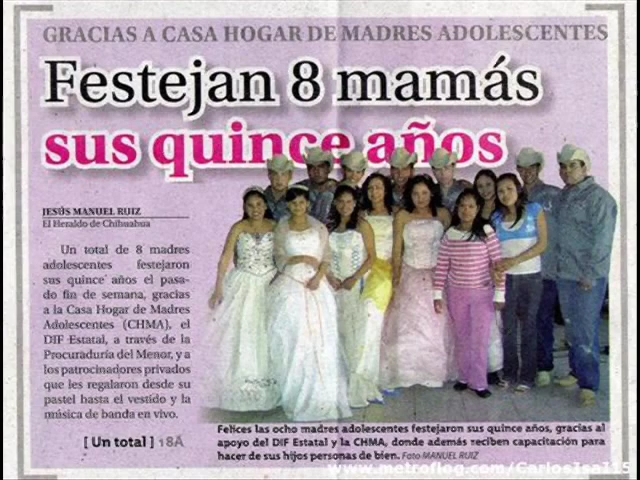 GRACIAS A CASA HOGAR DE MADRES ADOLESCENTES
Festejan 8 mamás
sus quince años
JESÚS MANUEL RUIZ
El Heraldo de Chihuahua
Un total de 8 madres
adolescentes festejaron
sus quince años el pasa-
do fin de semana, gracias
a la Casa Hogar de Madres
Adolescentes (CHMA), el
DIF Estatal, a través de la
Procuraduría del Menor, y a
los patrocinadores privados
que les regalaron desde su
pastel hasta el vestido y la
música de banda en vivo.
[ Un total ] 18A
Felices las ocho madres adolescentes festejaron sus quince años, gracias al
apoyo del DIF Estatal y la CHMA, donde además reciben capacitación para
hacer de sus hijos personas de bien. Foto MANUEL RUIZ
www.metroflog.com/CarlosIsa115